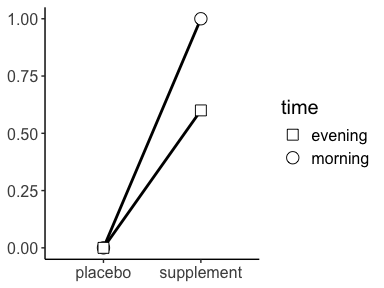 1.00
0.75
0.50
0.25
0.00
placebo supplement
time
evening
morning